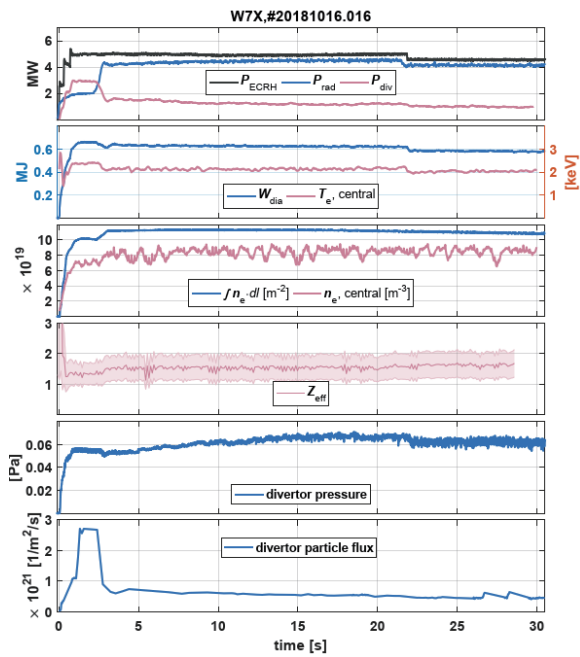 W7X,#20181016.016
6
4
2
MW
P_ECRH P_rad P_div
0.6
0.4
0.2
MJ
3
2
1
[keV]
W_dia T_e, central
10
8
6
4
2
× 10^19
∫n_e·dl [m^-2] n_e, central [m^-3]
3
2
1
Z_eff
0.06
0.04
0.02
[Pa]
divertor pressure
3
2
1
0
× 10^21 [1/m^2/s]
divertor particle flux
0 5 10 15 20 25 30
time [s]